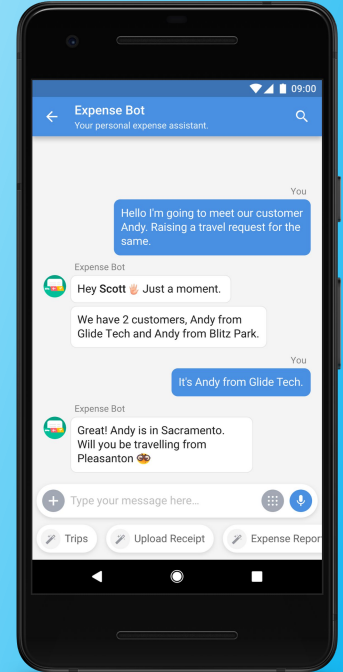 09:00
Expense Bot
Your personal expense assistant.
You
Hello I'm going to meet our customer
Andy. Raising a travel request for the
same.
Expense Bot
Hey Scott🖐 Just a moment.
We have 2 customers, Andy from
Glide Tech and Andy from Blitz Park.
You
It's Andy from Glide Tech.
Expense Bot
Great! Andy is in Sacramento.
Will you be travelling from
Pleasanton
Type your message here...
Trips
Upload Receipt
Expense Repor